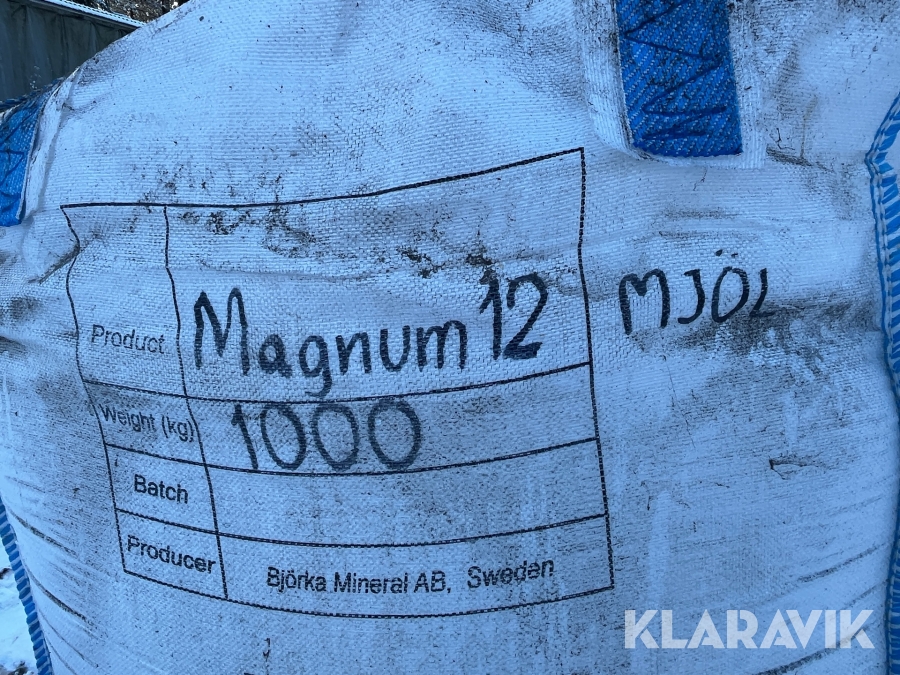 Product Magnum 12 MJÖL
Weight (kg) 1000
Batch
Producer Björka Mineral AB, Sweden
KLARAVIK